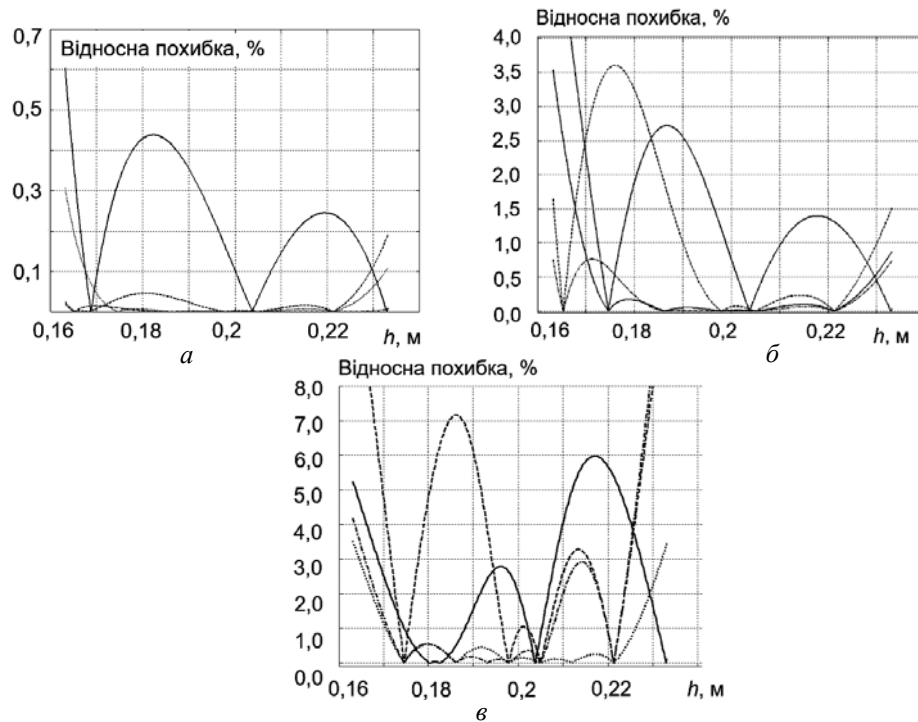 Відносна похибка, %
0,7
0,5
0,3
0,1
0,16 0,18 0,2 0,22 h, м
а
Відносна похибка, %
4,0
3,5
3,0
2,5
2,0
1,5
1,0
0,5
0,0
0,16 0,18 0,2 0,22 h, м
б
Відносна похибка, %
8,0
7,0
6,0
5,0
4,0
3,0
2,0
1,0
0,0
0,16 0,18 0,2 0,22 h, м
в